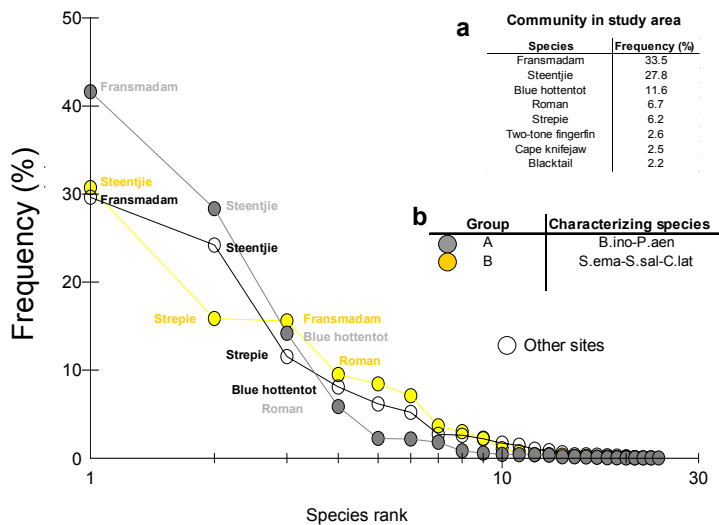 50
40
30
20
10
0
Frequency (%)
1
10
30
Species rank
Fransmadam
Steentjie
Fransmadam
Steentjie
Steentjie
Strepie
Fransmadam
Blue hottentot
Strepie
Roman
Blue hottentot
Roman
a
Community in study area
Species Frequency (%)
Fransmadam 33.5
Steentjie 27.8
Blue hottentot 11.6
Roman 6.7
Strepie 6.2
Two-tone fingerfin 2.6
Cape knifejaw 2.5
Blacktail 2.2
b
Group Characterizing species
A B.ino-P.aen
B S.ema-S.sal-C.lat
Other sites